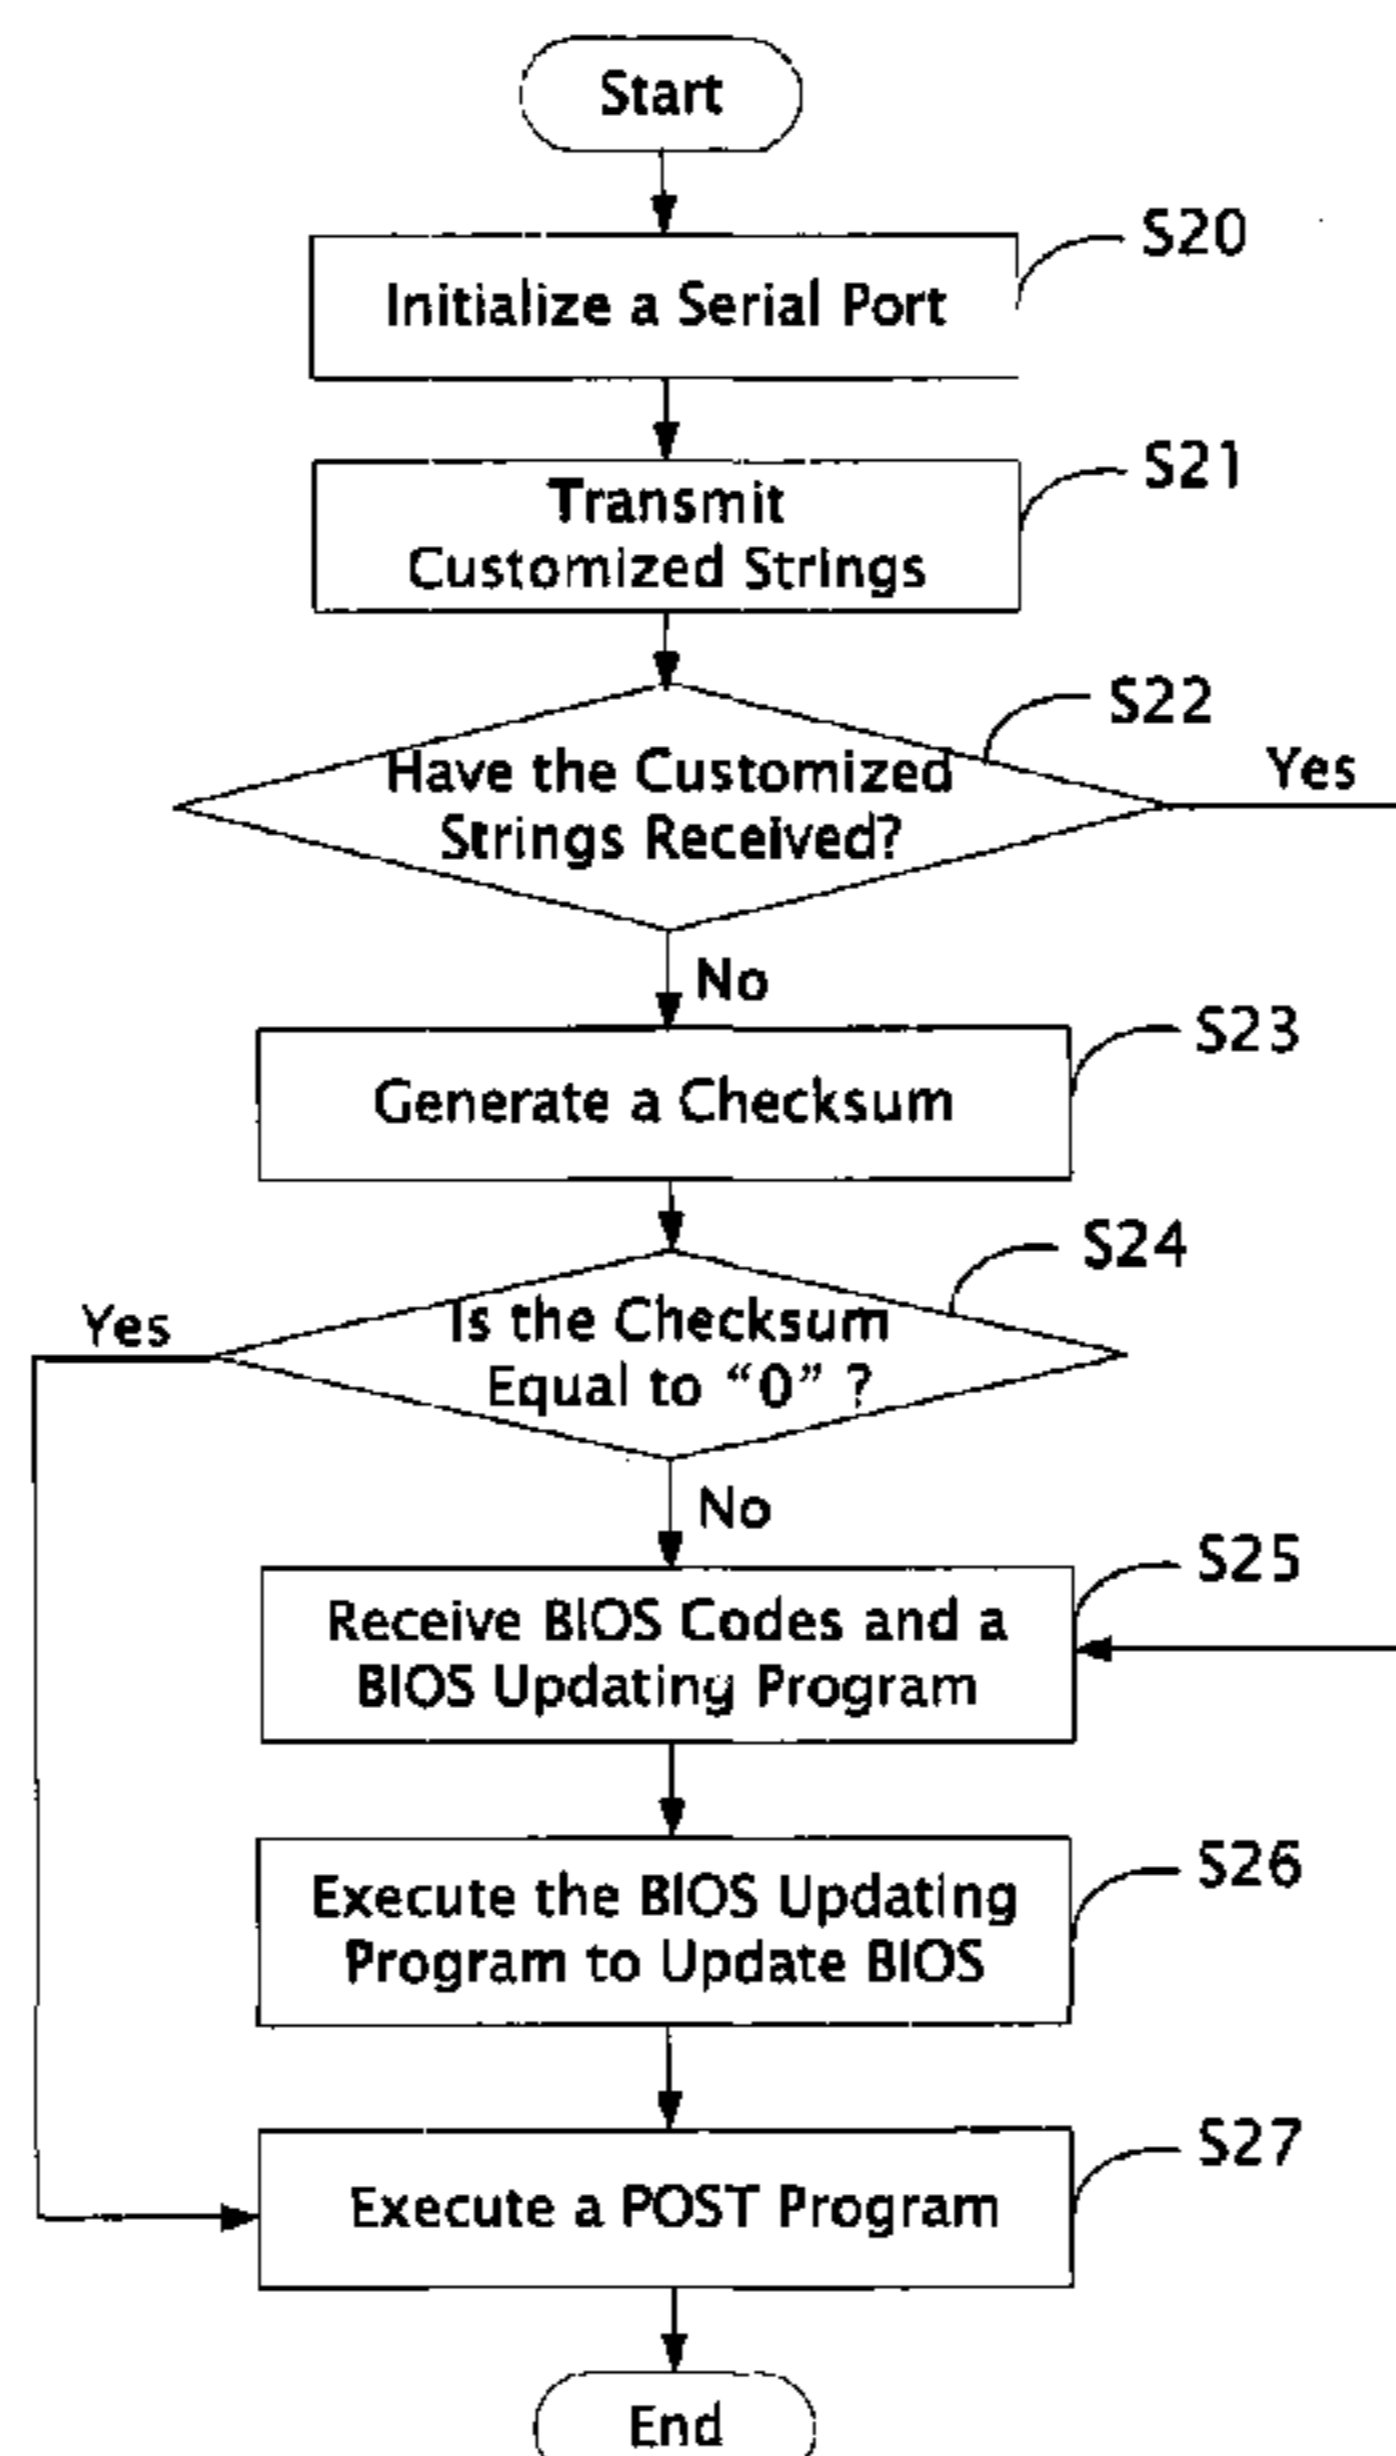 Start
S20
Initialize a Serial Port
S21
Transmit
Customized Strings
S22
Have the Customized
Strings Received?
Yes
No
S23
Generate a Checksum
S24
Yes
Is the Checksum
Equal to “0” ?
No
S25
Receive BIOS Codes and a
BIOS Updating Program
S26
Execute the BIOS Updating
Program to Update BIOS
S27
Execute a POST Program
End